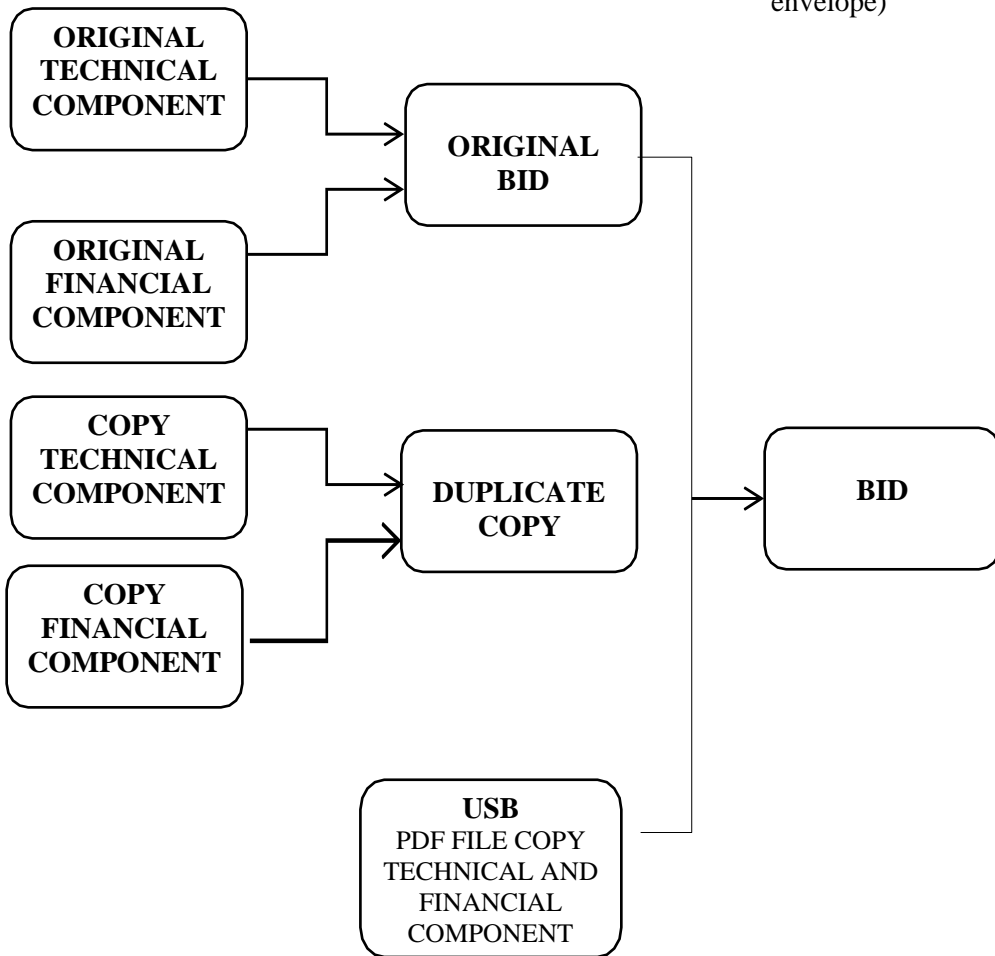 envelope)
ORIGINAL
TECHNICAL
COMPONENT
ORIGINAL
BID
ORIGINAL
FINANCIAL
COMPONENT
COPY
TECHNICAL
COMPONENT
DUPLICATE
COPY
BID
COPY
FINANCIAL
COMPONENT
USB
PDF FILE COPY
TECHNICAL AND
FINANCIAL
COMPONENT